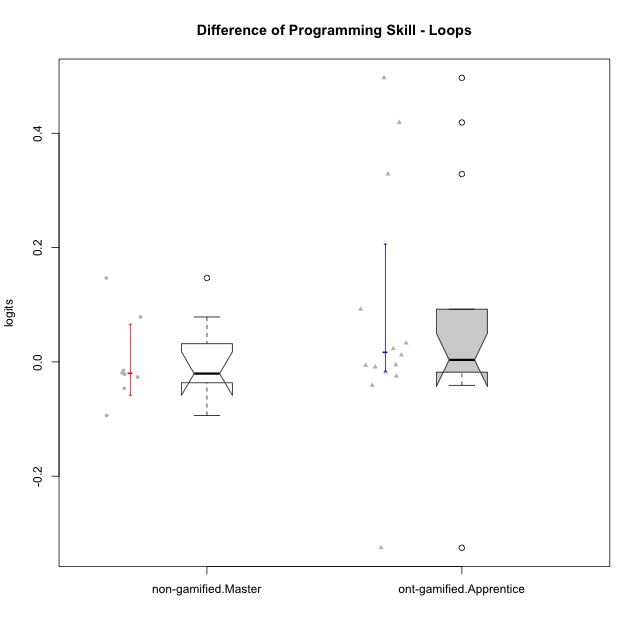 Difference of Programming Skill - Loops
logits
0.4
0.2
0.0
-0.2
non-gamified.Master
ont-gamified.Apprentice